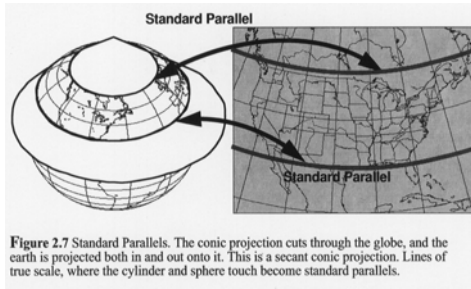 Standard Parallel
Standard Parallel
Figure 2.7 Standard Parallels. The conic projection cuts through the globe, and the
earth is projected both in and out onto it. This is a secant conic projection. Lines of
true scale, where the cylinder and sphere touch become standard parallels.